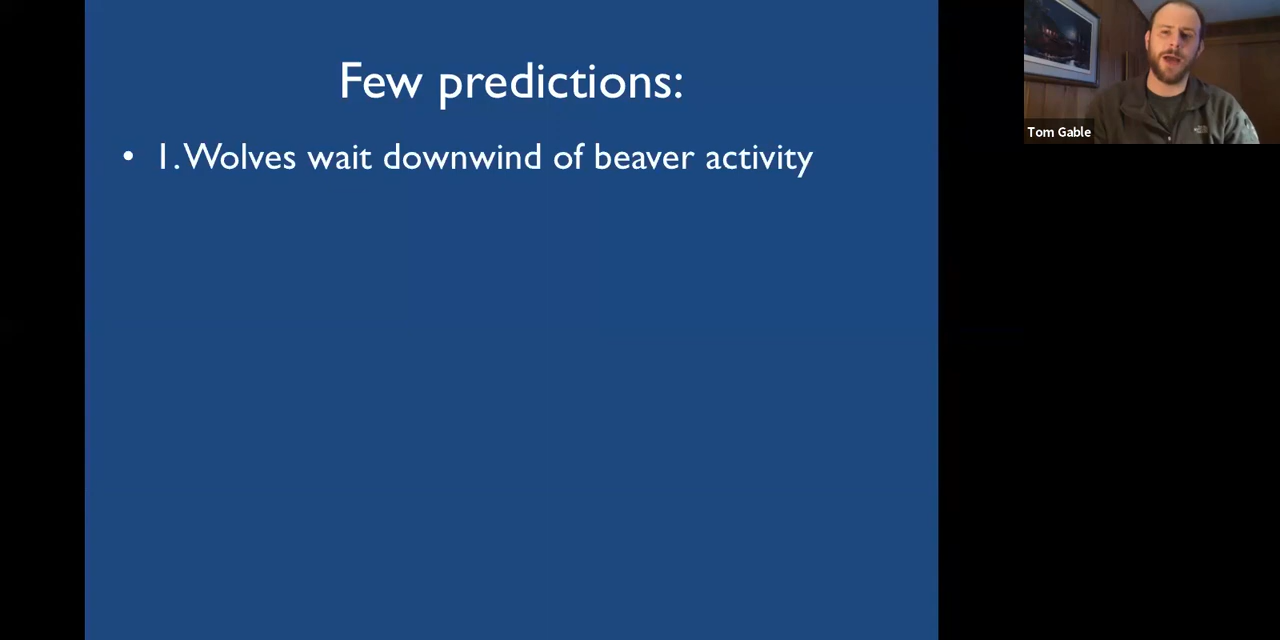 Few predictions:
• 1. Wolves wait downwind of beaver activity
Tom Gable